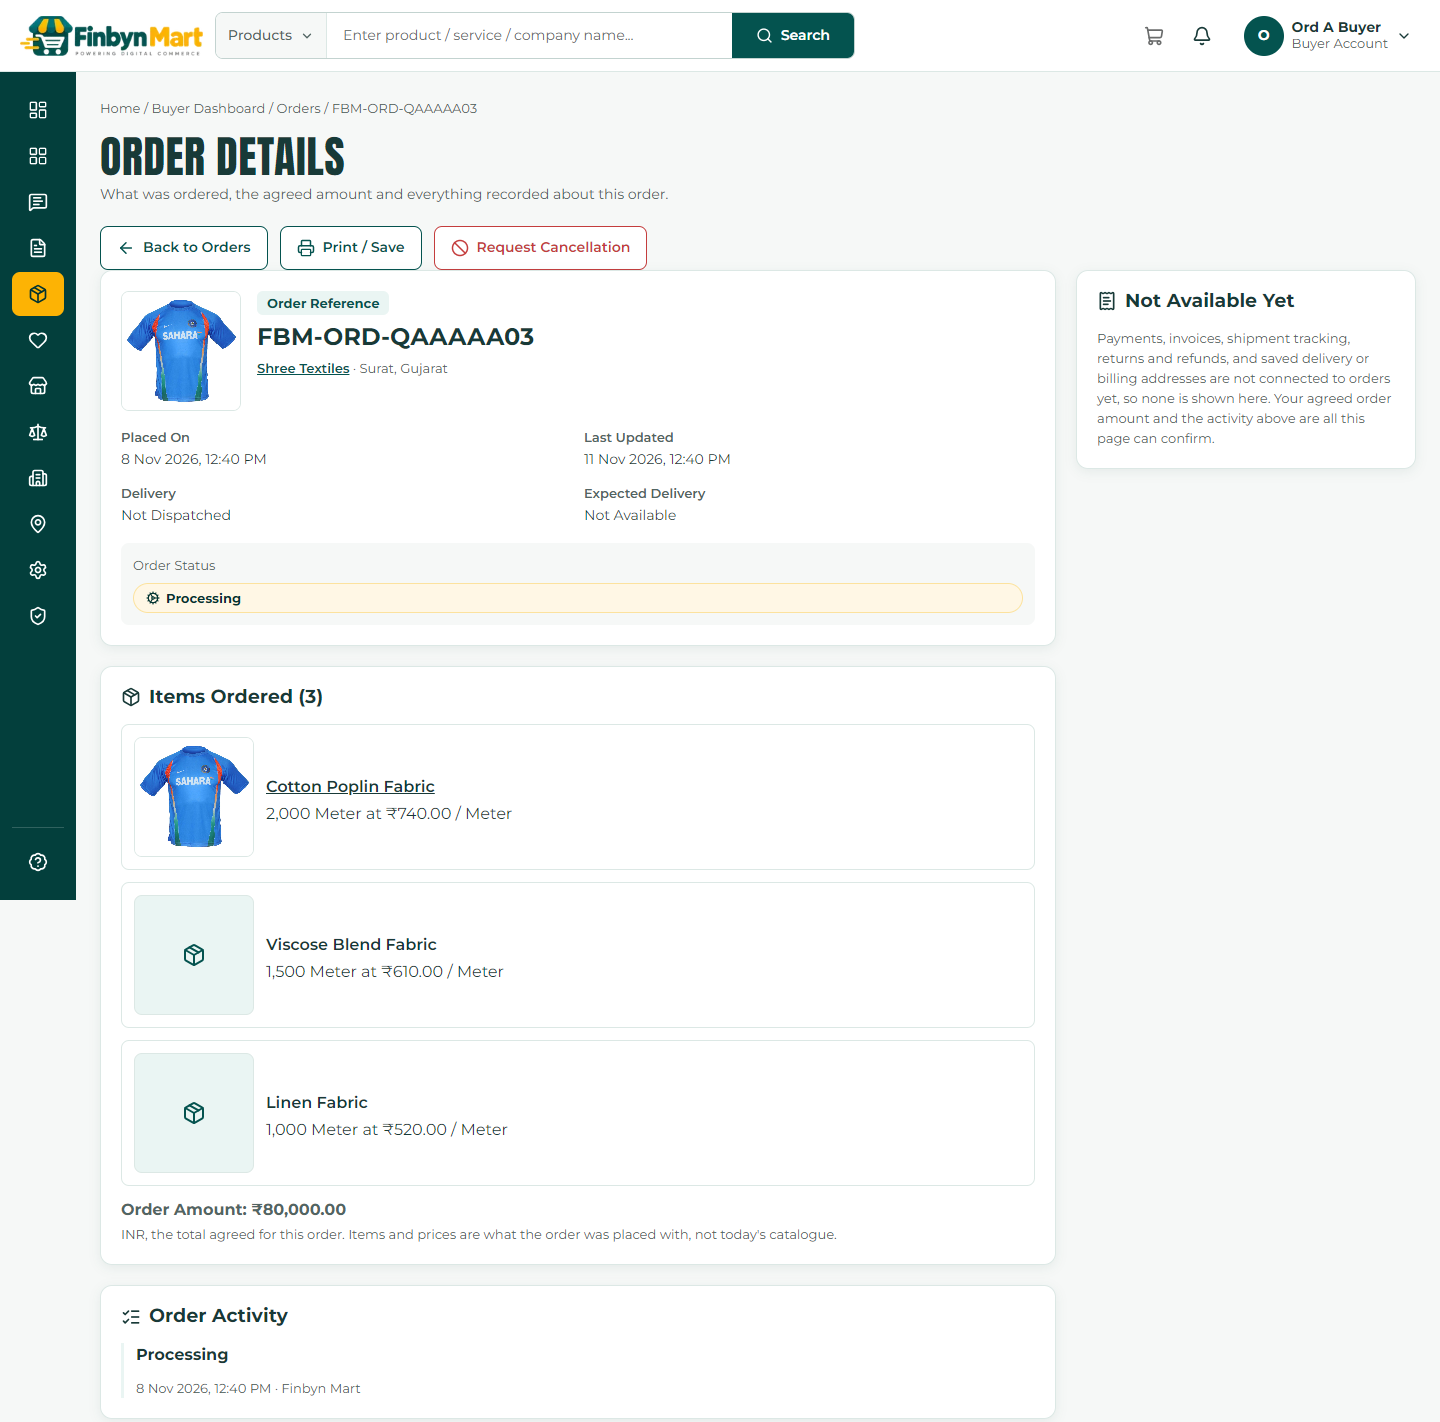 FinbynMart
POWERING DIGITAL COMMERCE
Products
Enter product / service / company name...
Search
O
Ord A Buyer
Buyer Account
Home / Buyer Dashboard / Orders / FBM-ORD-QAAAAA03
ORDER DETAILS
What was ordered, the agreed amount and everything recorded about this order.
Back to Orders
Print / Save
Request Cancellation
SAHARA
Order Reference
FBM-ORD-QAAAAA03
Shree Textiles · Surat, Gujarat
Placed On
8 Nov 2026, 12:40 PM
Last Updated
11 Nov 2026, 12:40 PM
Delivery
Not Dispatched
Expected Delivery
Not Available
Order Status
Processing
Not Available Yet
Payments, invoices, shipment tracking,
returns and refunds, and saved delivery or
billing addresses are not connected to orders
yet, so none is shown here. Your agreed order
amount and the activity above are all this
page can confirm.
Items Ordered (3)
SAHARA
Cotton Poplin Fabric
2,000 Meter at ₹740.00 / Meter
Viscose Blend Fabric
1,500 Meter at ₹610.00 / Meter
Linen Fabric
1,000 Meter at ₹520.00 / Meter
Order Amount: ₹80,000.00
INR, the total agreed for this order. Items and prices are what the order was placed with, not today's catalogue.
Order Activity
Processing
8 Nov 2026, 12:40 PM · Finbyn Mart